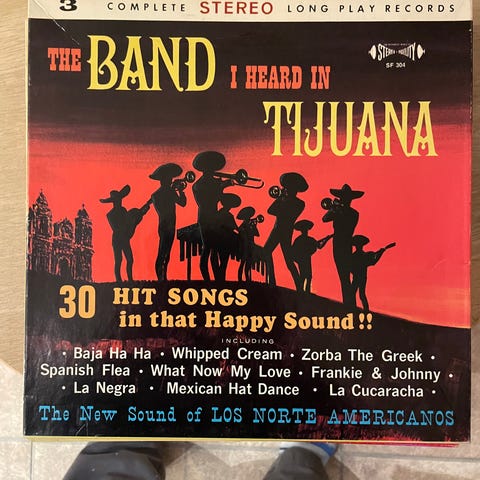 3 COMPLETE STEREO LONG PLAY RECORDS
THE BAND I HEARD IN
TIJUANA
STEREO-FIDELITY
SF 304
30 HIT SONGS
in that Happy Sound!!
INCLUDING
· Baja Ha Ha · Whipped Cream · Zorba The Greek ·
Spanish Flea · What Now My Love · Frankie & Johnny ·
· La Negra · Mexican Hat Dance · La Cucaracha ·
The New Sound of LOS NORTE AMERICANOS